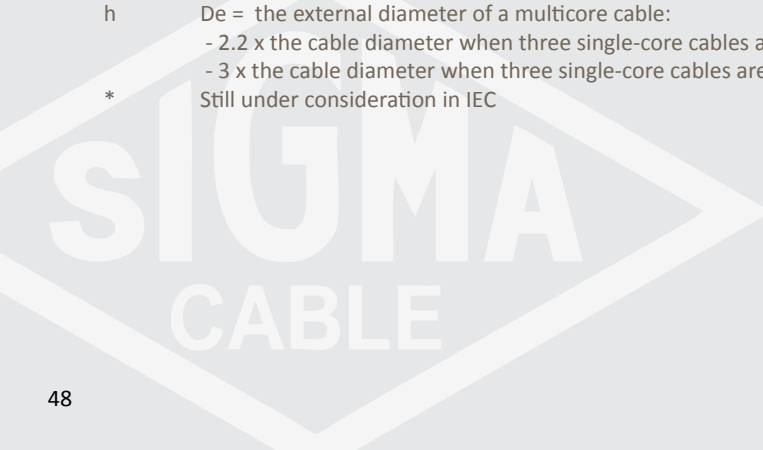 h De = the external diameter of a multicore cable:
- 2.2 x the cable diameter when three single-core cables
- 3 x the cable diameter when three single-core cables
* Still under consideration in IEC
SIGMA
CABLE
48